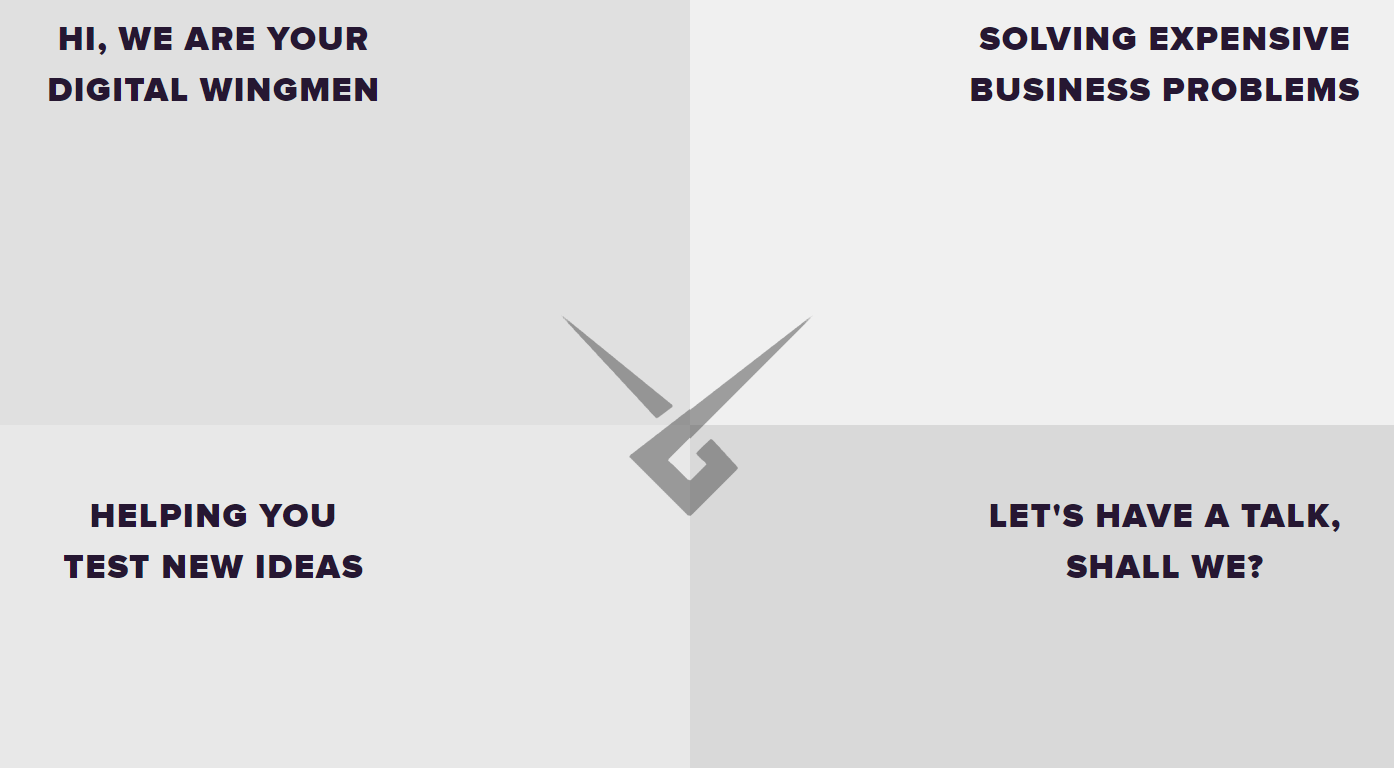 HI, WE ARE YOUR
DIGITAL WINGMEN
SOLVING EXPENSIVE
BUSINESS PROBLEMS
HELPING YOU
TEST NEW IDEAS
LET'S HAVE A TALK,
SHALL WE?